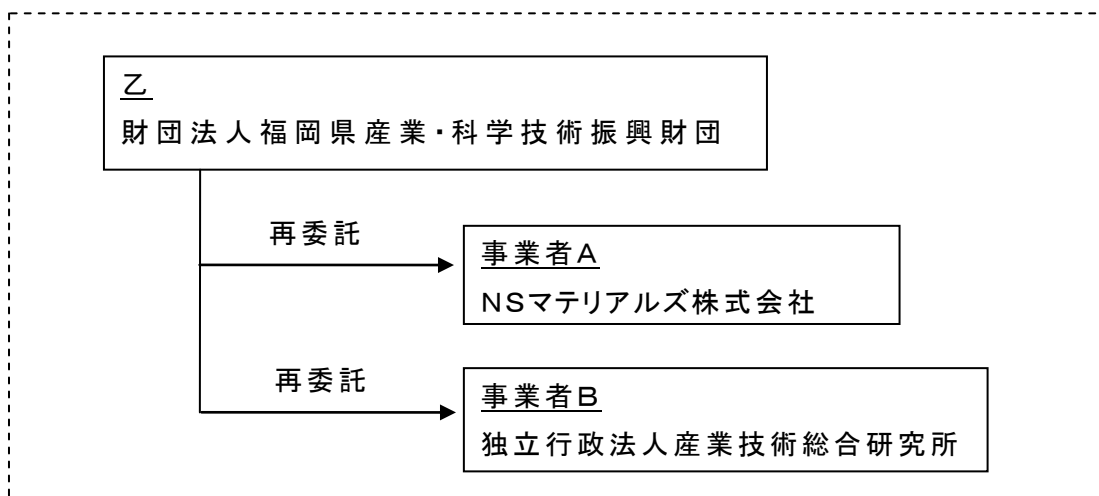 乙
財団法人福岡県産業・科学技術振興財団
再委託
事業者A
NSマテリアルズ株式会社
再委託
事業者B
独立行政法人産業技術総合研究所